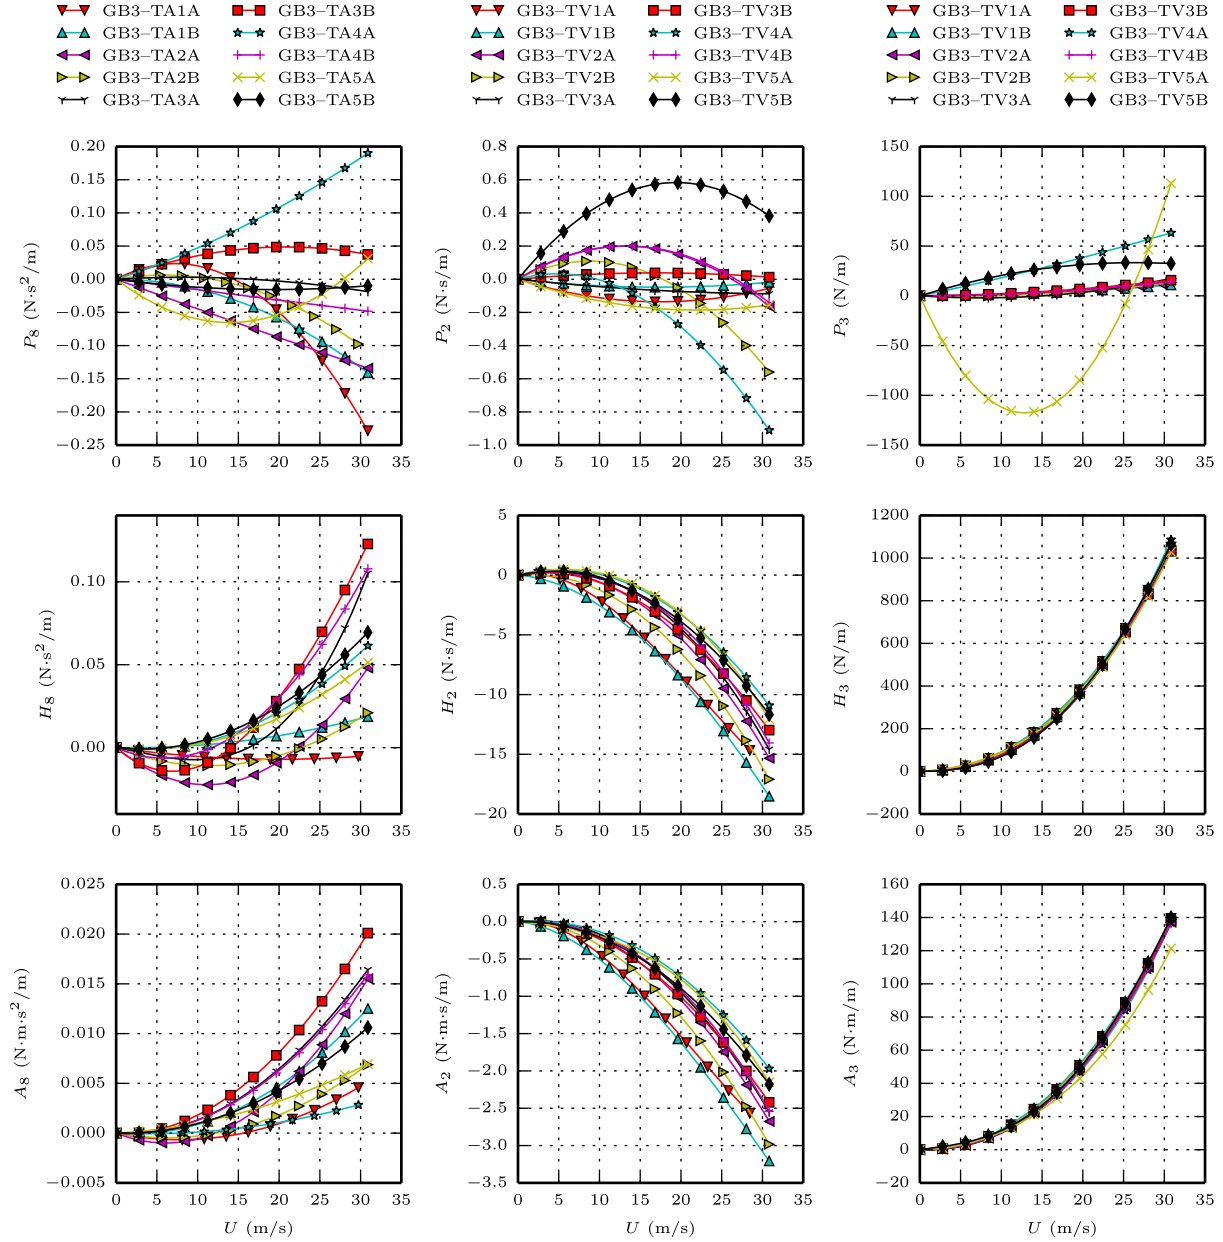 GB3–TA1A GB3–TA3B
GB3–TA1B GB3–TA4A
GB3–TA2A GB3–TA4B
GB3–TA2B GB3–TA5A
GB3–TA3A GB3–TA5B
GB3–TV1A GB3–TV3B
GB3–TV1B GB3–TV4A
GB3–TV2A GB3–TV4B
GB3–TV2B GB3–TV5A
GB3–TV3A GB3–TV5B
GB3–TV1A GB3–TV3B
GB3–TV1B GB3–TV4A
GB3–TV2A GB3–TV4B
GB3–TV2B GB3–TV5A
GB3–TV3A GB3–TV5B
P8 (N·s²/m)
0.20
0.15
0.10
0.05
0.00
−0.05
−0.10
−0.15
−0.20
−0.25
0 5 10 15 20 25 30 35
P2 (N·s/m)
0.8
0.6
0.4
0.2
0.0
−0.2
−0.4
−0.6
−0.8
−1.0
0 5 10 15 20 25 30 35
P3 (N/m)
150
100
50
0
−50
−100
−150
0 5 10 15 20 25 30 35
H8 (N·s²/m)
0.10
0.05
0.00
0 5 10 15 20 25 30 35
H2 (N·s/m)
5
0
−5
−10
−15
−20
0 5 10 15 20 25 30 35
H3 (N/m)
1200
1000
800
600
400
200
0
−200
0 5 10 15 20 25 30 35
A8 (N·m·s²/m)
0.025
0.020
0.015
0.010
0.005
0.000
−0.005
0 5 10 15 20 25 30 35
U (m/s)
A2 (N·m·s/m)
0.5
0.0
−0.5
−1.0
−1.5
−2.0
−2.5
−3.0
−3.5
0 5 10 15 20 25 30 35
U (m/s)
A3 (N·m/m)
160
140
120
100
80
60
40
20
0
−20
0 5 10 15 20 25 30 35
U (m/s)